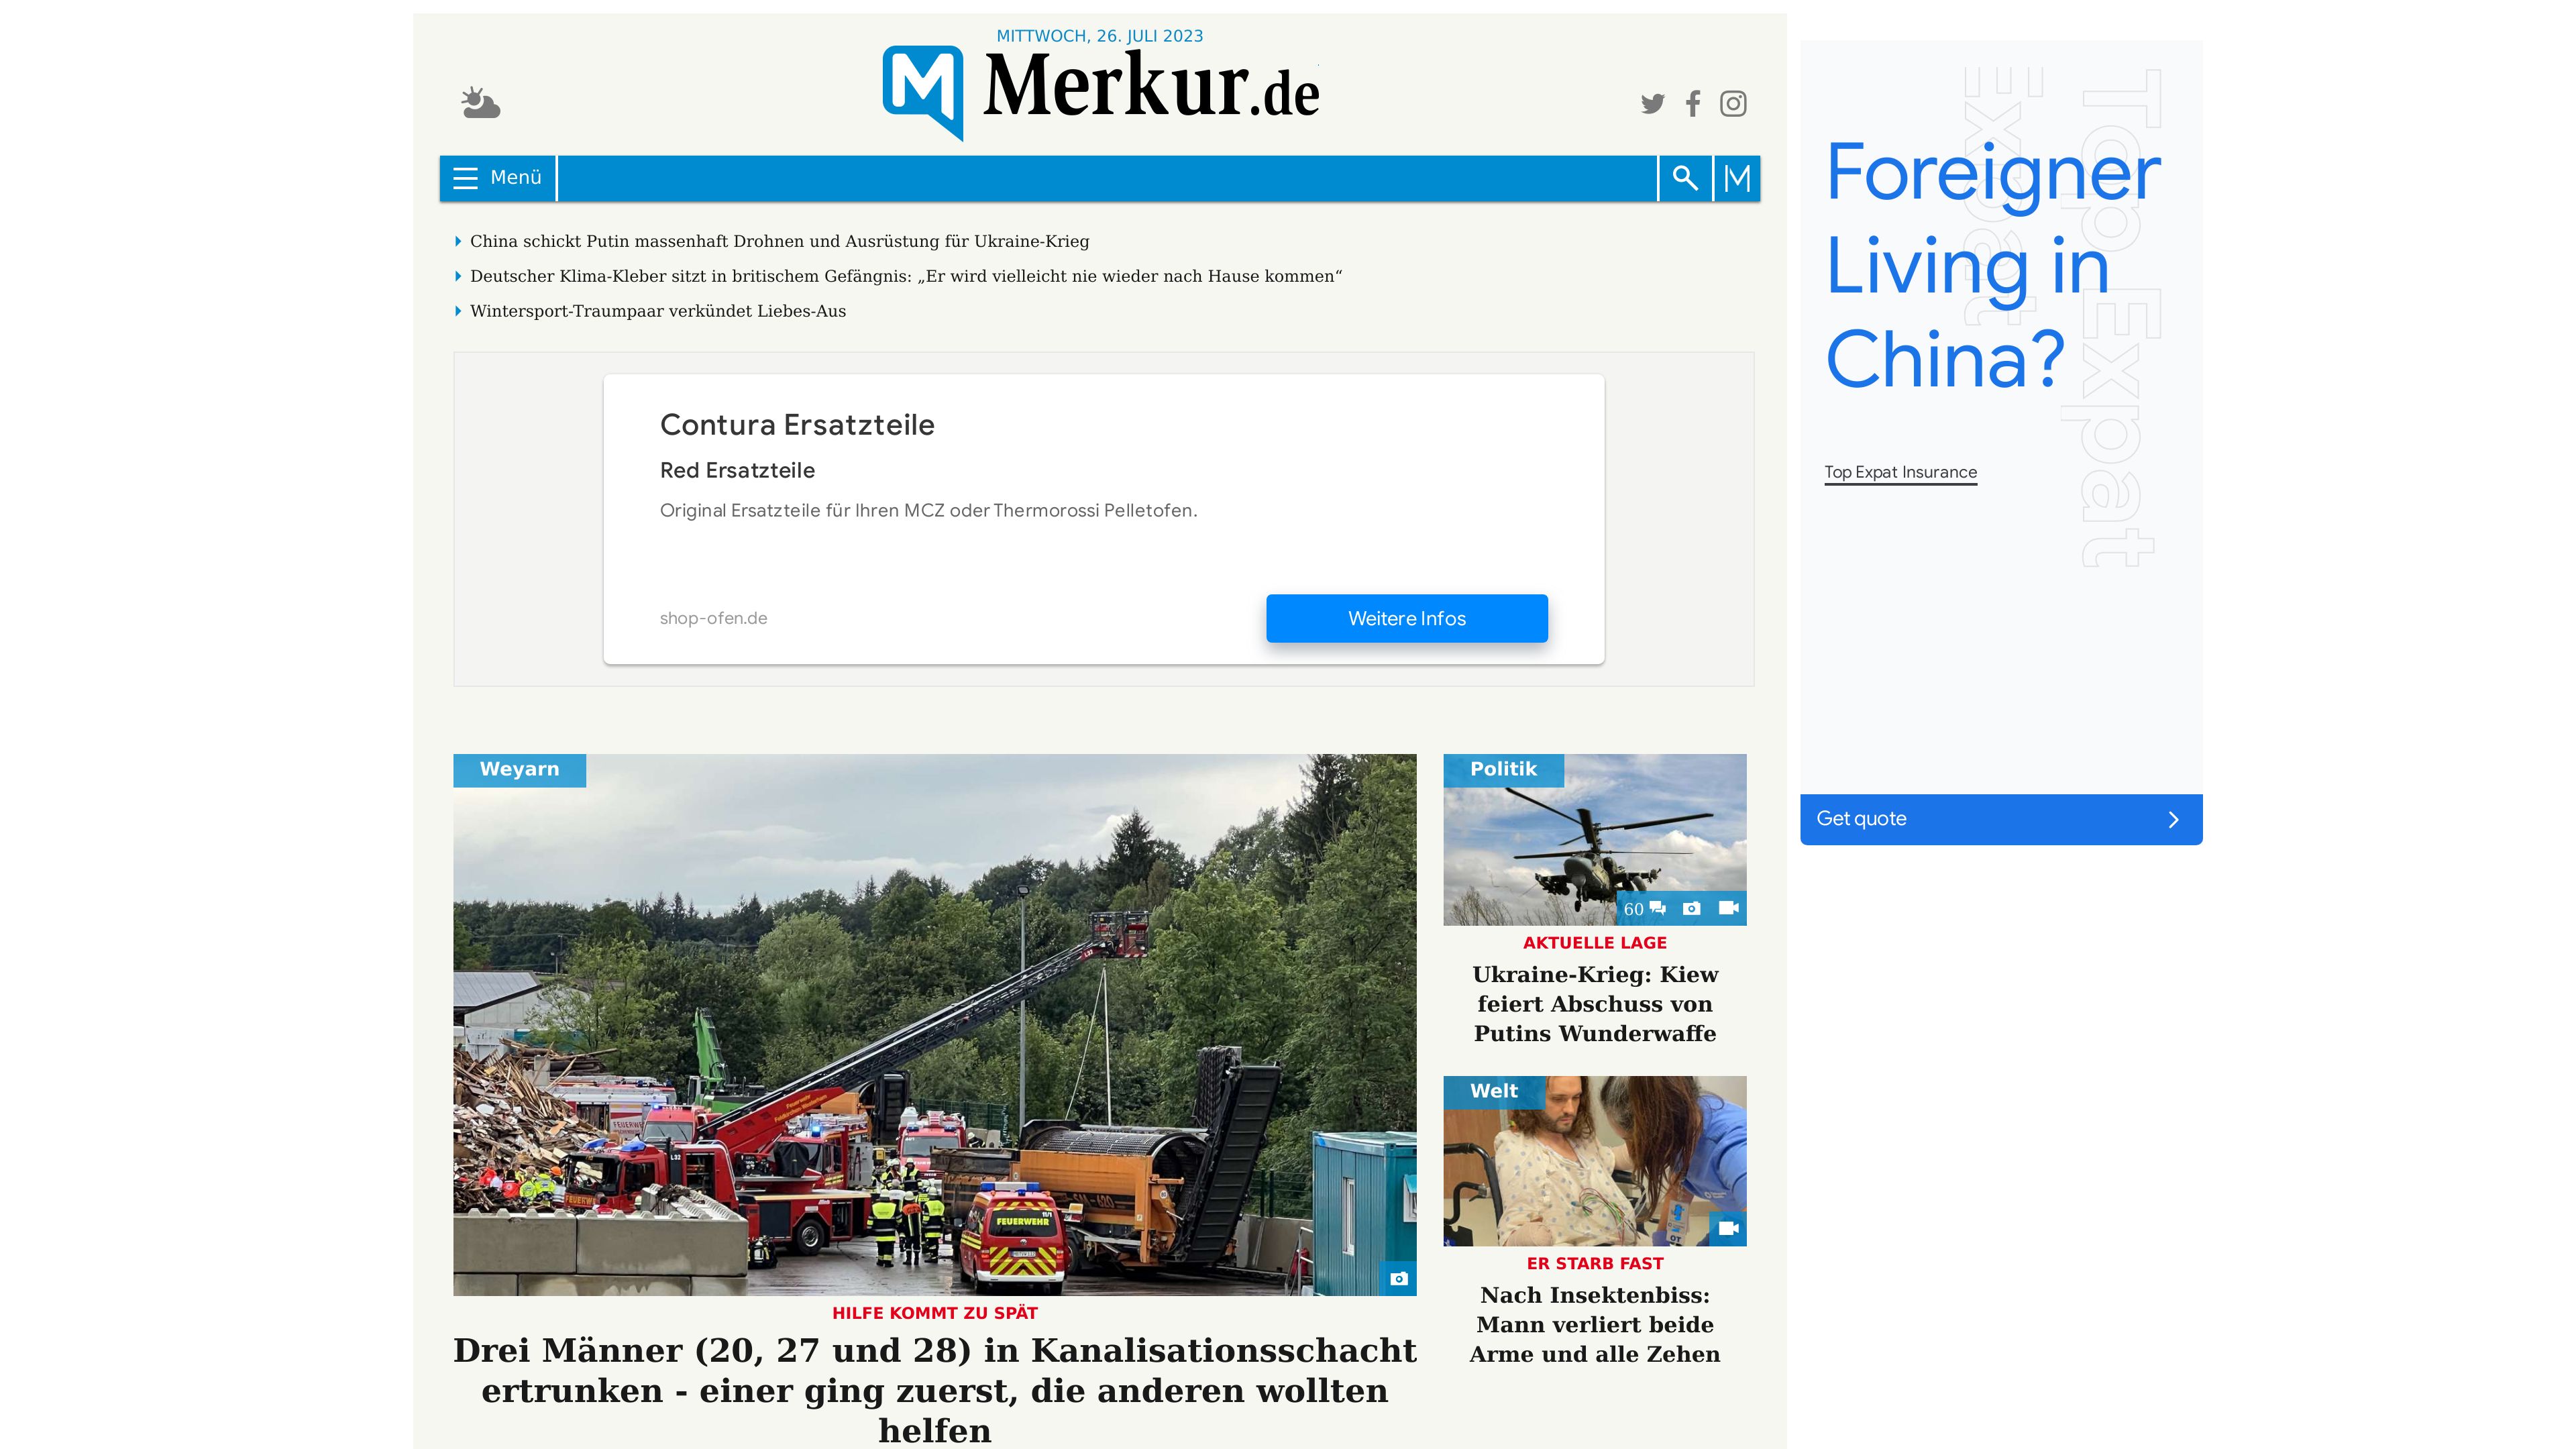 MITTWOCH, 26. JULI 2023
Merkur.de
Menü
China schickt Putin massenhaft Drohnen und Ausrüstung für Ukraine-Krieg
Deutscher Klima-Kleber sitzt in britischem Gefängnis: „Er wird vielleicht nie wieder nach Hause kommen“
Wintersport-Traumpaar verkündet Liebes-Aus
Contura Ersatzteile
Red Ersatzteile
Original Ersatzteile für Ihren MCZ oder Thermorossi Pelletofen.
shop-ofen.de
Weitere Infos
Weyarn
FEUERWEHR
HILFE KOMMT ZU SPÄT
Drei Männer (20, 27 und 28) in Kanalisationsschacht
ertrunken - einer ging zuerst, die anderen wollten
helfen
Politik
60
AKTUELLE LAGE
Ukraine-Krieg: Kiew
feiert Abschuss von
Putins Wunderwaffe
Welt
ER STARB FAST
Nach Insektenbiss:
Mann verliert beide
Arme und alle Zehen
Top Expat
Expat
Foreigner
Living in
China?
Top Expat Insurance
Get quote